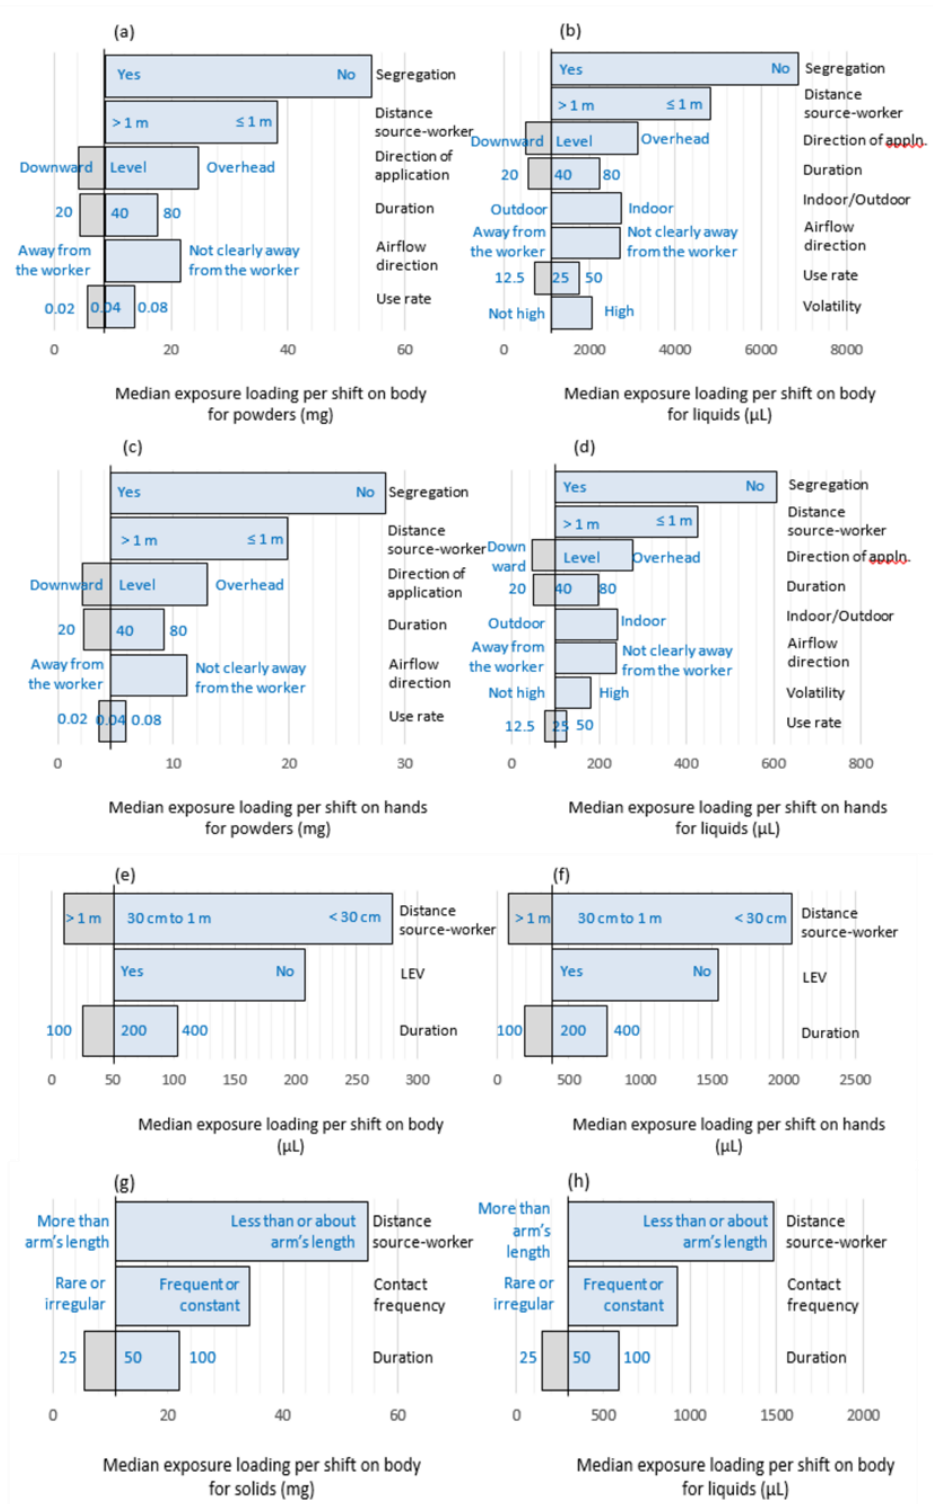 (a)
Yes No Segregation
> 1 m ≤ 1 m Distance
source-worker
Downward Level Overhead Direction of
application
20 40 80 Duration
Away from
the worker
Not clearly away
from the worker
Airflow
direction
0.02 0.04 0.08 Use rate
0 20 40 60
Median exposure loading per shift on body
for powders (mg)
(b)
Yes No Segregation
> 1 m ≤ 1 m Distance
source-worker
Downward Level Overhead Direction of appln.
20 40 80 Duration
Outdoor Indoor Indoor/Outdoor
Away from
the worker
Not clearly away
from the worker
Airflow
direction
12.5 25 50 Use rate
Not high High Volatility
0 2000 4000 6000 8000
Median exposure loading per shift on body
for liquids (µL)
(c)
Yes No Segregation
> 1 m ≤ 1 m Distance
source-worker
Downward Level Overhead Direction of
application
20 40 80 Duration
Away from
the worker
Not clearly away
from the worker
Airflow
direction
0.02 0.04 0.08 Use rate
0 10 20 30
Median exposure loading per shift on hands
for powders (mg)
(d)
Yes No Segregation
> 1 m ≤ 1 m Distance
source-worker
Down
ward
Level Overhead Direction of appln.
20 40 80 Duration
Outdoor Indoor Indoor/Outdoor
Away from
the worker
Not clearly away
from the worker
Airflow
direction
Not high High Volatility
12.5 25 50 Use rate
0 200 400 600 800
Median exposure loading per shift on hands
for liquids (µL)
(e)
> 1 m 30 cm to 1 m < 30 cm Distance
source-worker
Yes No LEV
100 200 400 Duration
0 50 100 150 200 250 300
Median exposure loading per shift on body
(µL)
(f)
> 1 m 30 cm to 1 m < 30 cm Distance
source-worker
Yes No LEV
100 200 400 Duration
0 500 1000 1500 2000 2500
Median exposure loading per shift on hands
(µL)
(g)
More than
arm's length
Less than or about
arm's length
Distance
source-worker
Rare or
irregular
Frequent or
constant
Contact
frequency
25 50 100 Duration
0 20 40 60
Median exposure loading per shift on body
for solids (mg)
(h)
More than
arm's
length
Less than or about
arm's length
Distance
source-worker
Rare or
irregular
Frequent or
constant
Contact
frequency
25 50 100 Duration
0 500 1000 1500 2000
Median exposure loading per shift on body
for liquids (µL)